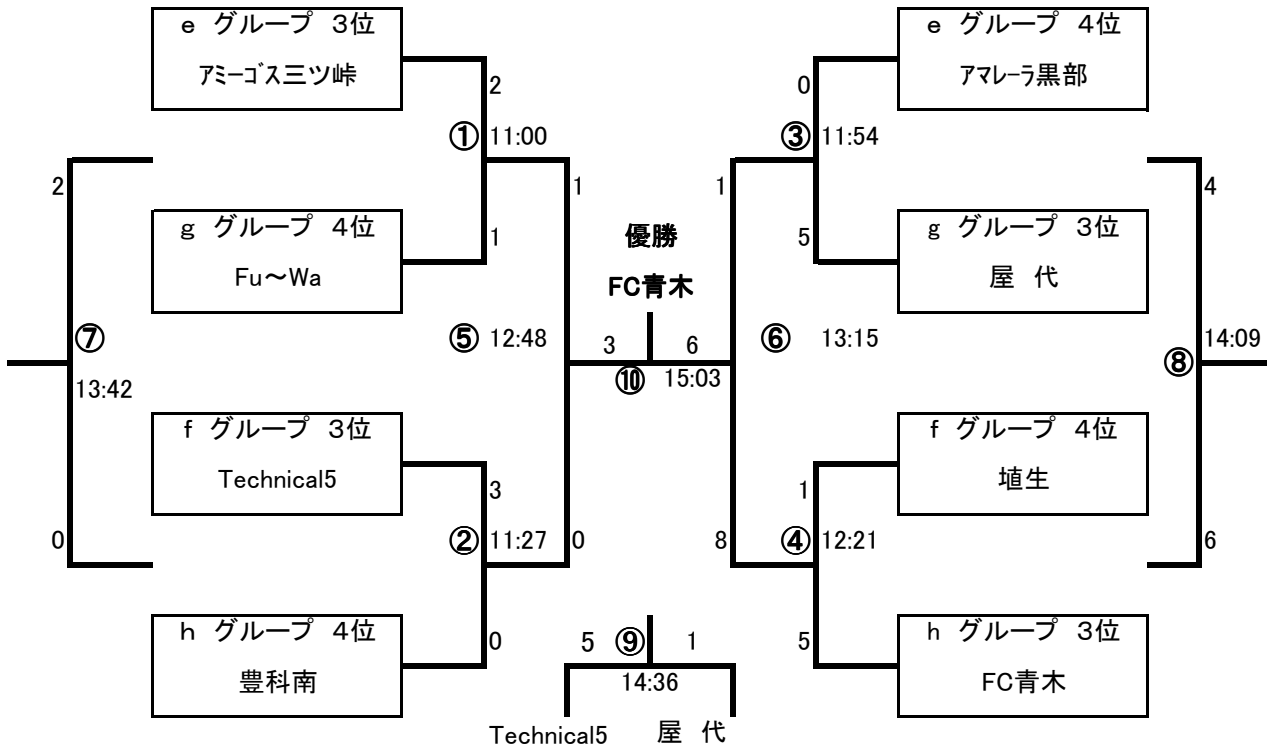 e グループ 3位
アミーゴス三ツ峠
2
① 11:00
2
g グループ 4位
Fu～Wa
1
1
⑦
13:42
⑤ 12:48
f グループ 3位
Technical5
3
0
② 11:27
0
h グループ 4位
豊科南
0
優勝
FC青木
3 6
⑩ 15:03
5 ⑨ 1
14:36
Technical5 屋 代
e グループ 4位
アマレーラ黒部
0
③ 11:54
1
4
g グループ 3位
屋 代
5
⑥ 13:15
14:09
⑧
f グループ 4位
埴生
1
8
④ 12:21
6
h グループ 3位
FC青木
5